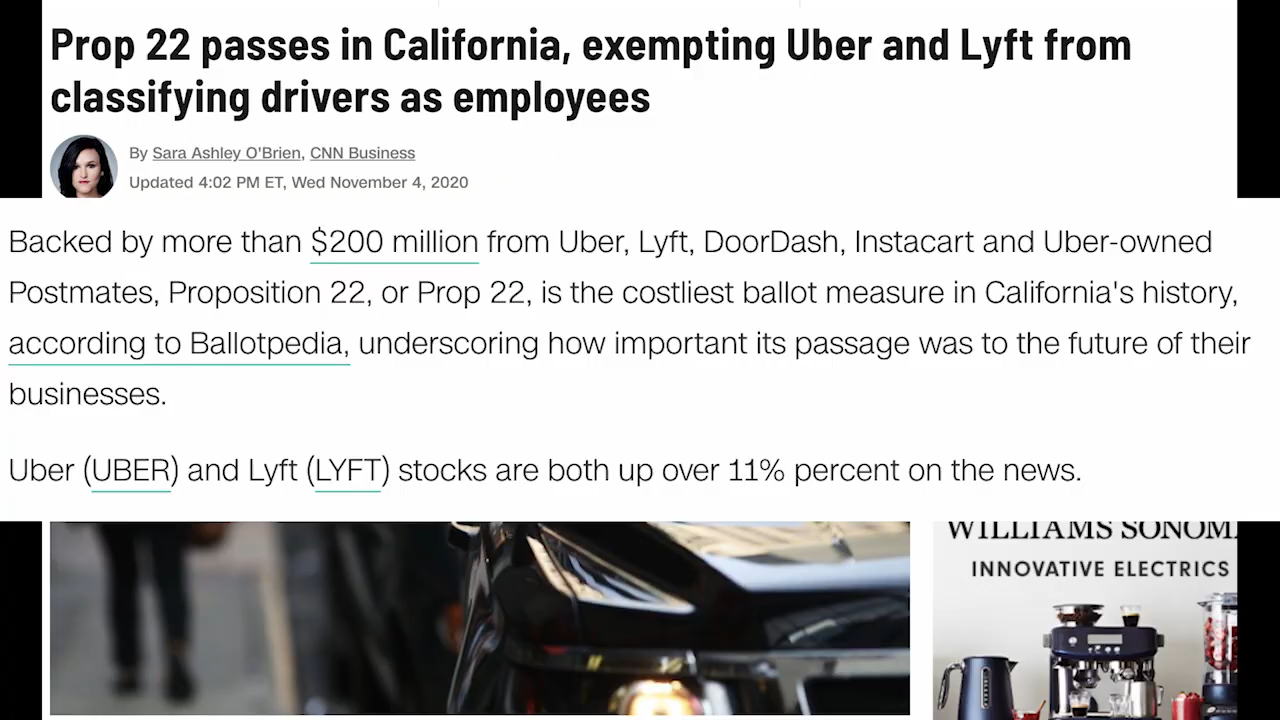 Prop 22 passes in California, exempting Uber and Lyft from
classifying drivers as employees
By Sara Ashley O'Brien, CNN Business
Updated 4:02 PM ET, Wed November 4, 2020
Backed by more than $200 million from Uber, Lyft, DoorDash, Instacart and Uber-owned
Postmates, Proposition 22, or Prop 22, is the costliest ballot measure in California's history,
according to Ballotpedia, underscoring how important its passage was to the future of their
businesses.
Uber (UBER) and Lyft (LYFT) stocks are both up over 11% percent on the news.
WILLIAMS SONOM
INNOVATIVE ELECTRICS